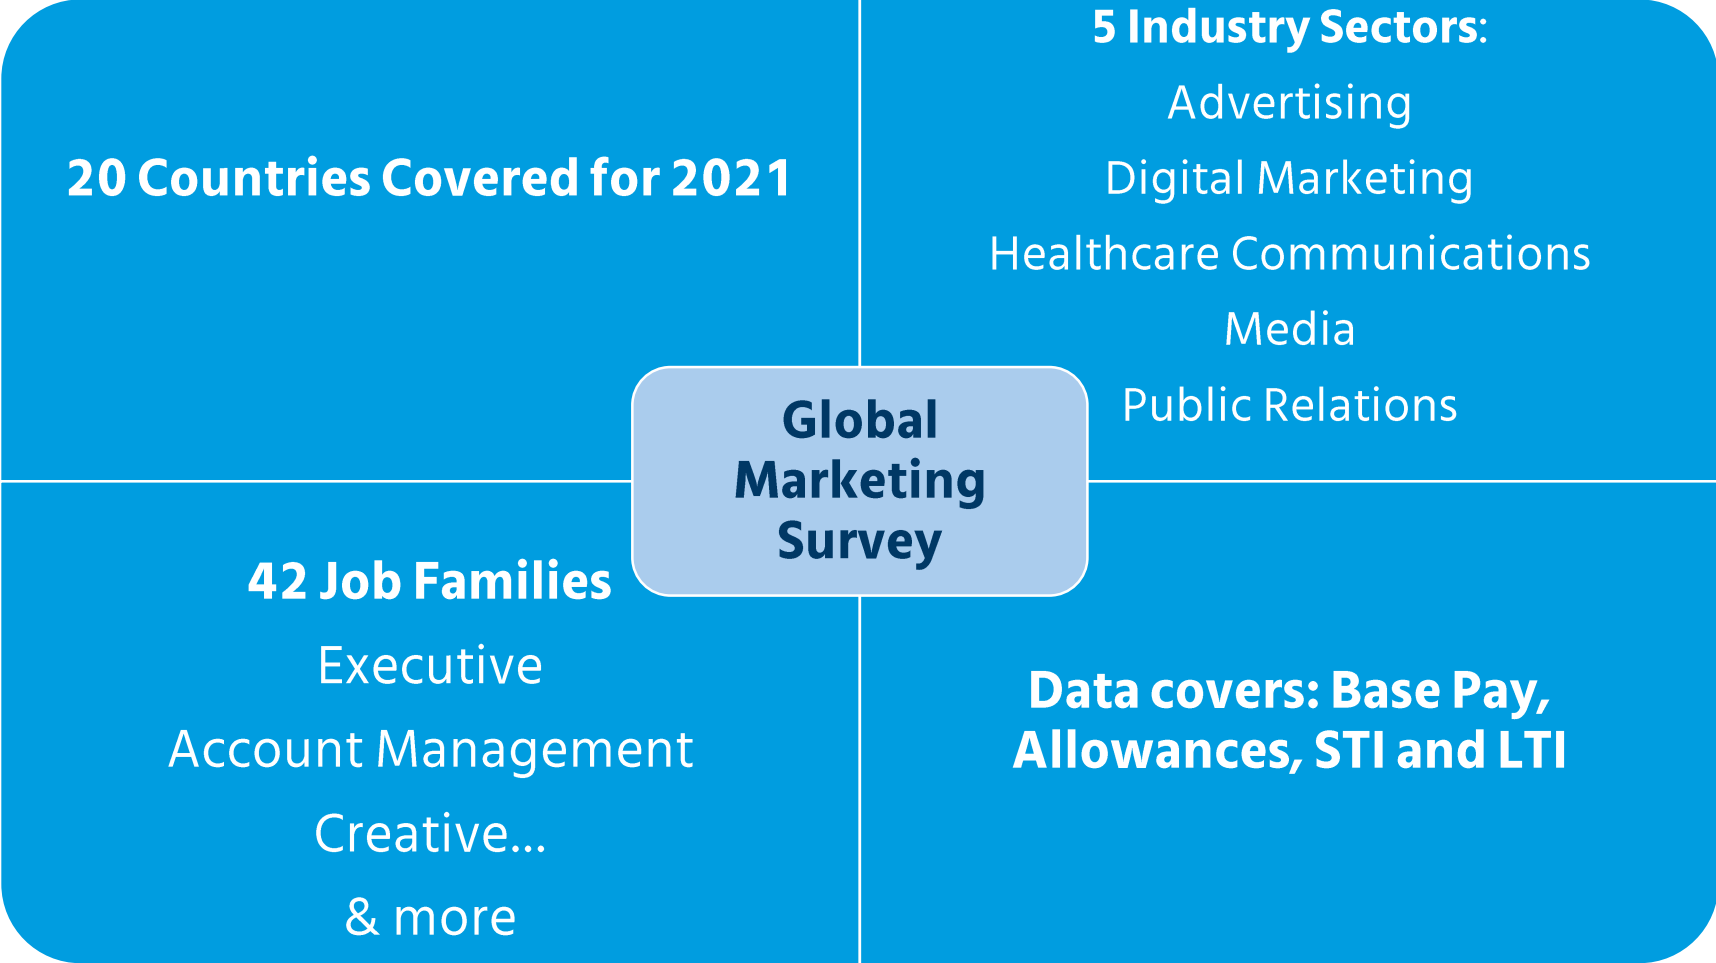 20 Countries Covered for 2021
5 Industry Sectors:
Advertising
Digital Marketing
Healthcare Communications
Media
Public Relations
Global
Marketing
Survey
42 Job Families
Executive
Account Management
Creative...
& more
Data covers: Base Pay,
Allowances, STI and LTI